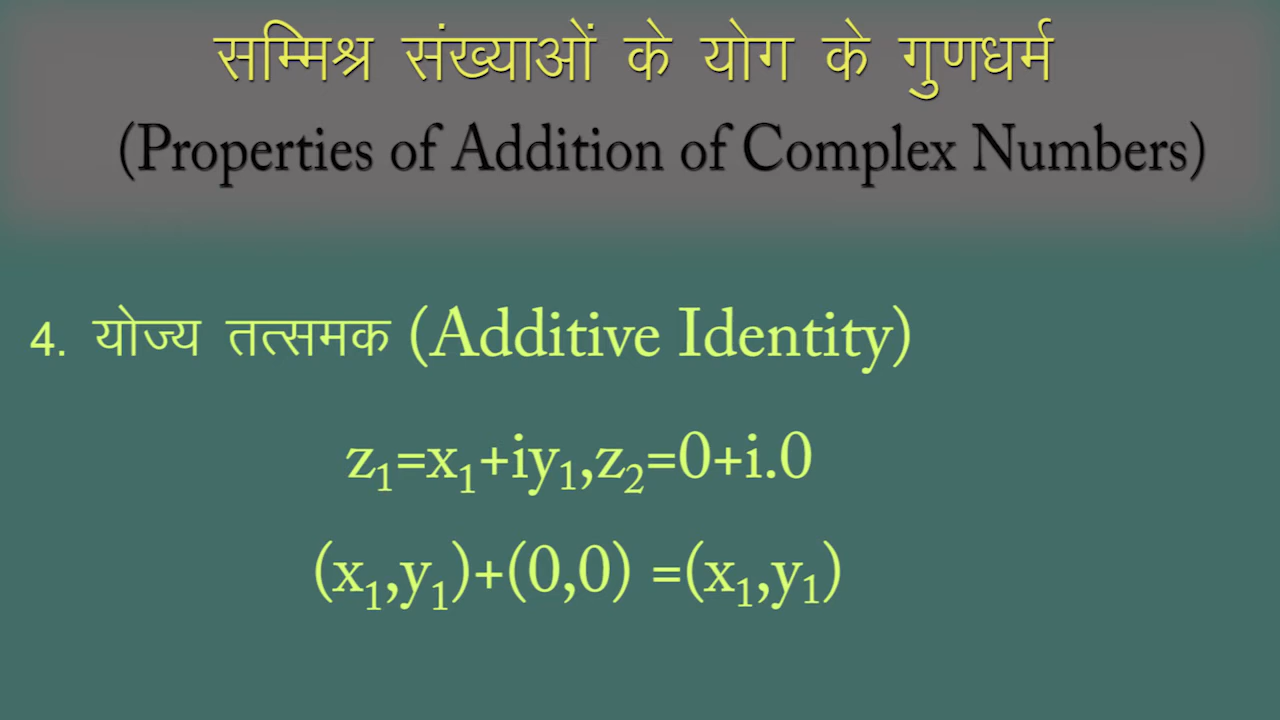 सम्मिश्र संख्याओं के योग के गुणधर्म
(Properties of Addition of Complex Numbers)
4. योज्य तत्समक (Additive Identity)
z₁=x₁+iy₁,z₂=0+i.0
(x₁,y₁)+(0,0) =(x₁,y₁)